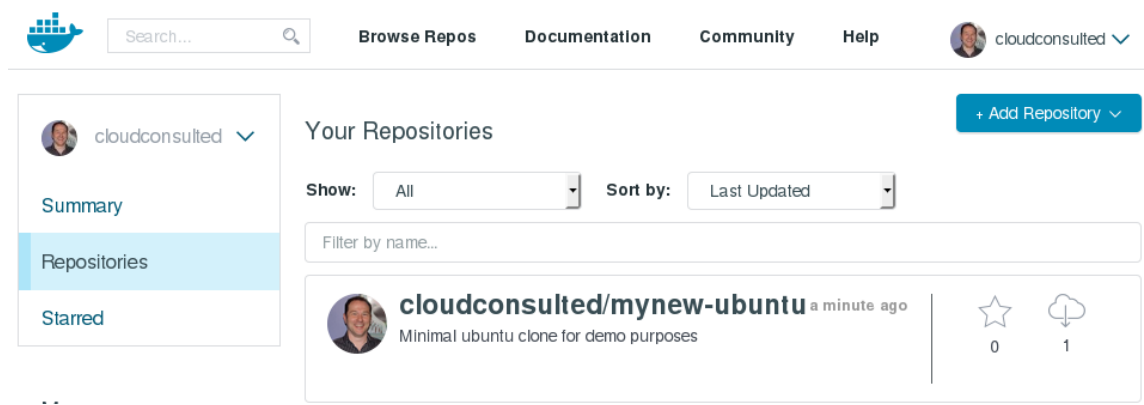 Search...
Browse Repos
Documentation
Community
Help
cloudconsulted
cloudconsulted
Summary
Repositories
Starred
Your Repositories
+ Add Repository
Show:
All
Sort by:
Last Updated
Filter by name...
cloudconsulted/mynew-ubuntu a minute ago
Minimal ubuntu clone for demo purposes
0
1